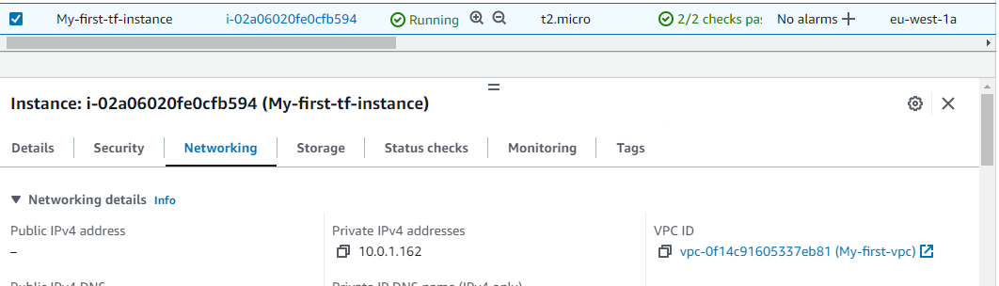 My-first-tf-instance i-02a06020fe0cfb594 Running t2.micro 2/2 checks pas No alarms eu-west-1a
Instance: i-02a06020fe0cfb594 (My-first-tf-instance)
Details Security Networking Storage Status checks Monitoring Tags
Networking details Info
Public IPv4 address Private IPv4 addresses VPC ID
– 10.0.1.162 vpc-0f14c91605337eb81 (My-first-vpc)
Public IPv4 DNS Private IP DNS name (IPv4 only)